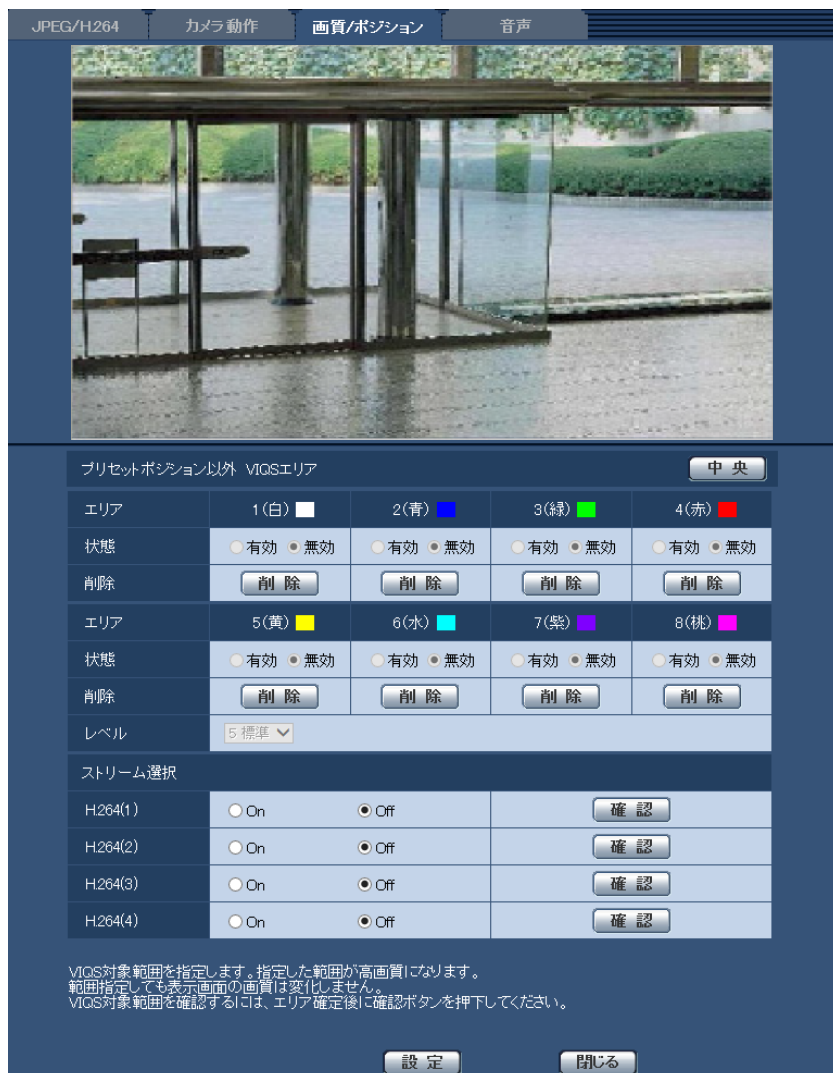 JPEG/H.264 カメラ動作 画質/ポジション 音声
プリセットポジション以外 VIQSエリア 中 央
エリア 1(白) 2(青) 3(緑) 4(赤)
状態 有効 無効 有効 無効 有効 無効 有効 無効
削除 削 除 削 除 削 除 削 除
エリア 5(黄) 6(水) 7(紫) 8(桃)
状態 有効 無効 有効 無効 有効 無効 有効 無効
削除 削 除 削 除 削 除 削 除
レベル 5 標準
ストリーム選択
H.264(1) On Off 確 認
H.264(2) On Off 確 認
H.264(3) On Off 確 認
H.264(4) On Off 確 認
VIQS対象範囲を指定します。指定した範囲が高画質になります。
範囲指定しても表示画面の画質は変化しません。
VIQS対象範囲を確認するには、エリア確定後に確認ボタンを押下してください。
設 定 閉じる